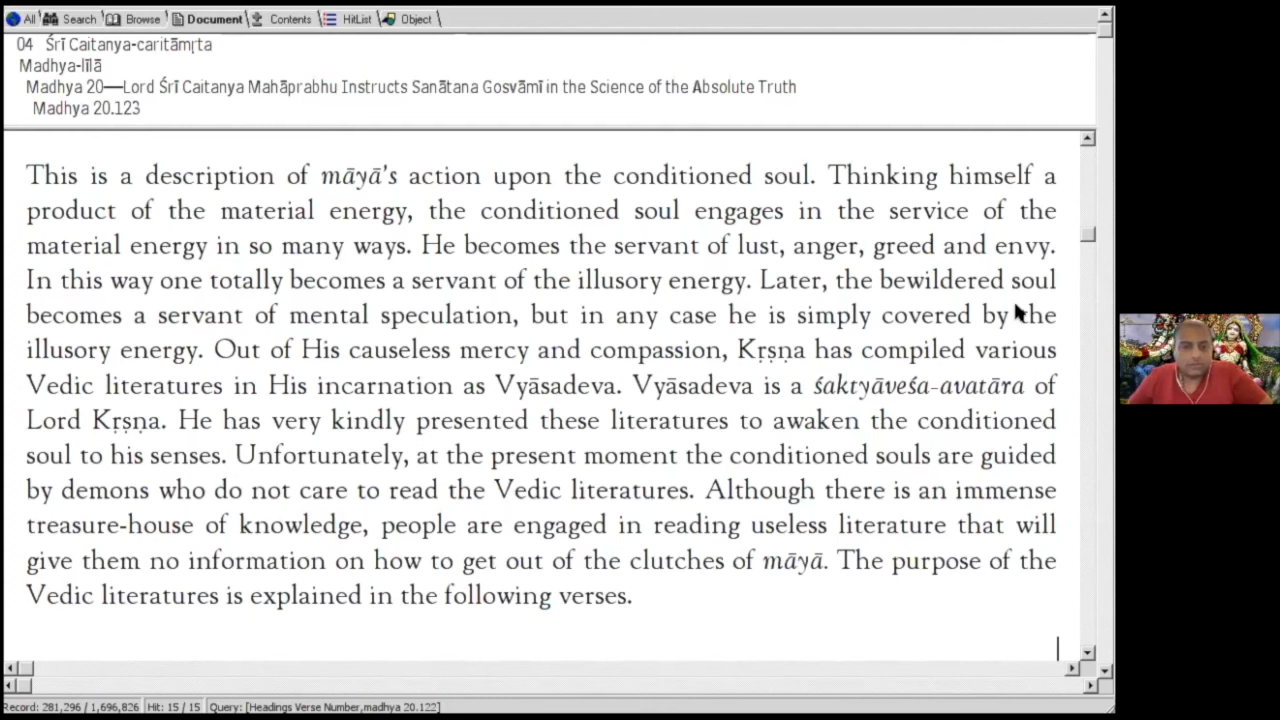 All Search Browse Document Contents HitList Object
04 Śrī Caitanya-caritāmṛta
Madhya-līlā
Madhya 20—Lord Śrī Caitanya Mahāprabhu Instructs Sanātana Gosvāmī in the Science of the Absolute Truth
Madhya 20.123
This is a description of māyā's action upon the conditioned soul. Thinking himself a
product of the material energy, the conditioned soul engages in the service of the
material energy in so many ways. He becomes the servant of lust, anger, greed and envy.
In this way one totally becomes a servant of the illusory energy. Later, the bewildered soul
becomes a servant of mental speculation, but in any case he is simply covered by the
illusory energy. Out of His causeless mercy and compassion, Kṛṣṇa has compiled various
Vedic literatures in His incarnation as Vyāsadeva. Vyāsadeva is a śaktyāveśa-avatāra of
Lord Kṛṣṇa. He has very kindly presented these literatures to awaken the conditioned
soul to his senses. Unfortunately, at the present moment the conditioned souls are guided
by demons who do not care to read the Vedic literatures. Although there is an immense
treasure-house of knowledge, people are engaged in reading useless literature that will
give them no information on how to get out of the clutches of māyā. The purpose of the
Vedic literatures is explained in the following verses.
Record: 281,296 / 1,696,826 Hit: 15 / 15 Query: [Headings Verse Number,madhya 20.122]